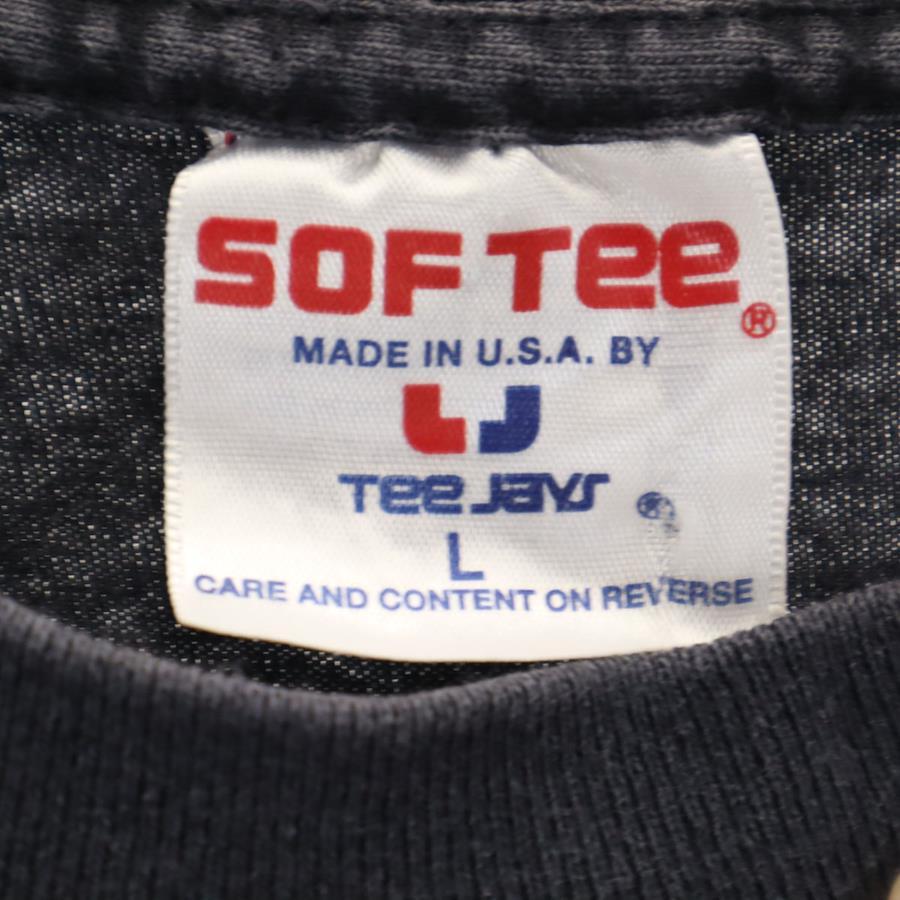 SOF TEE ®
MADE IN U.S.A. BY
TEE JAYS ®
L
CARE AND CONTENT ON REVERSE